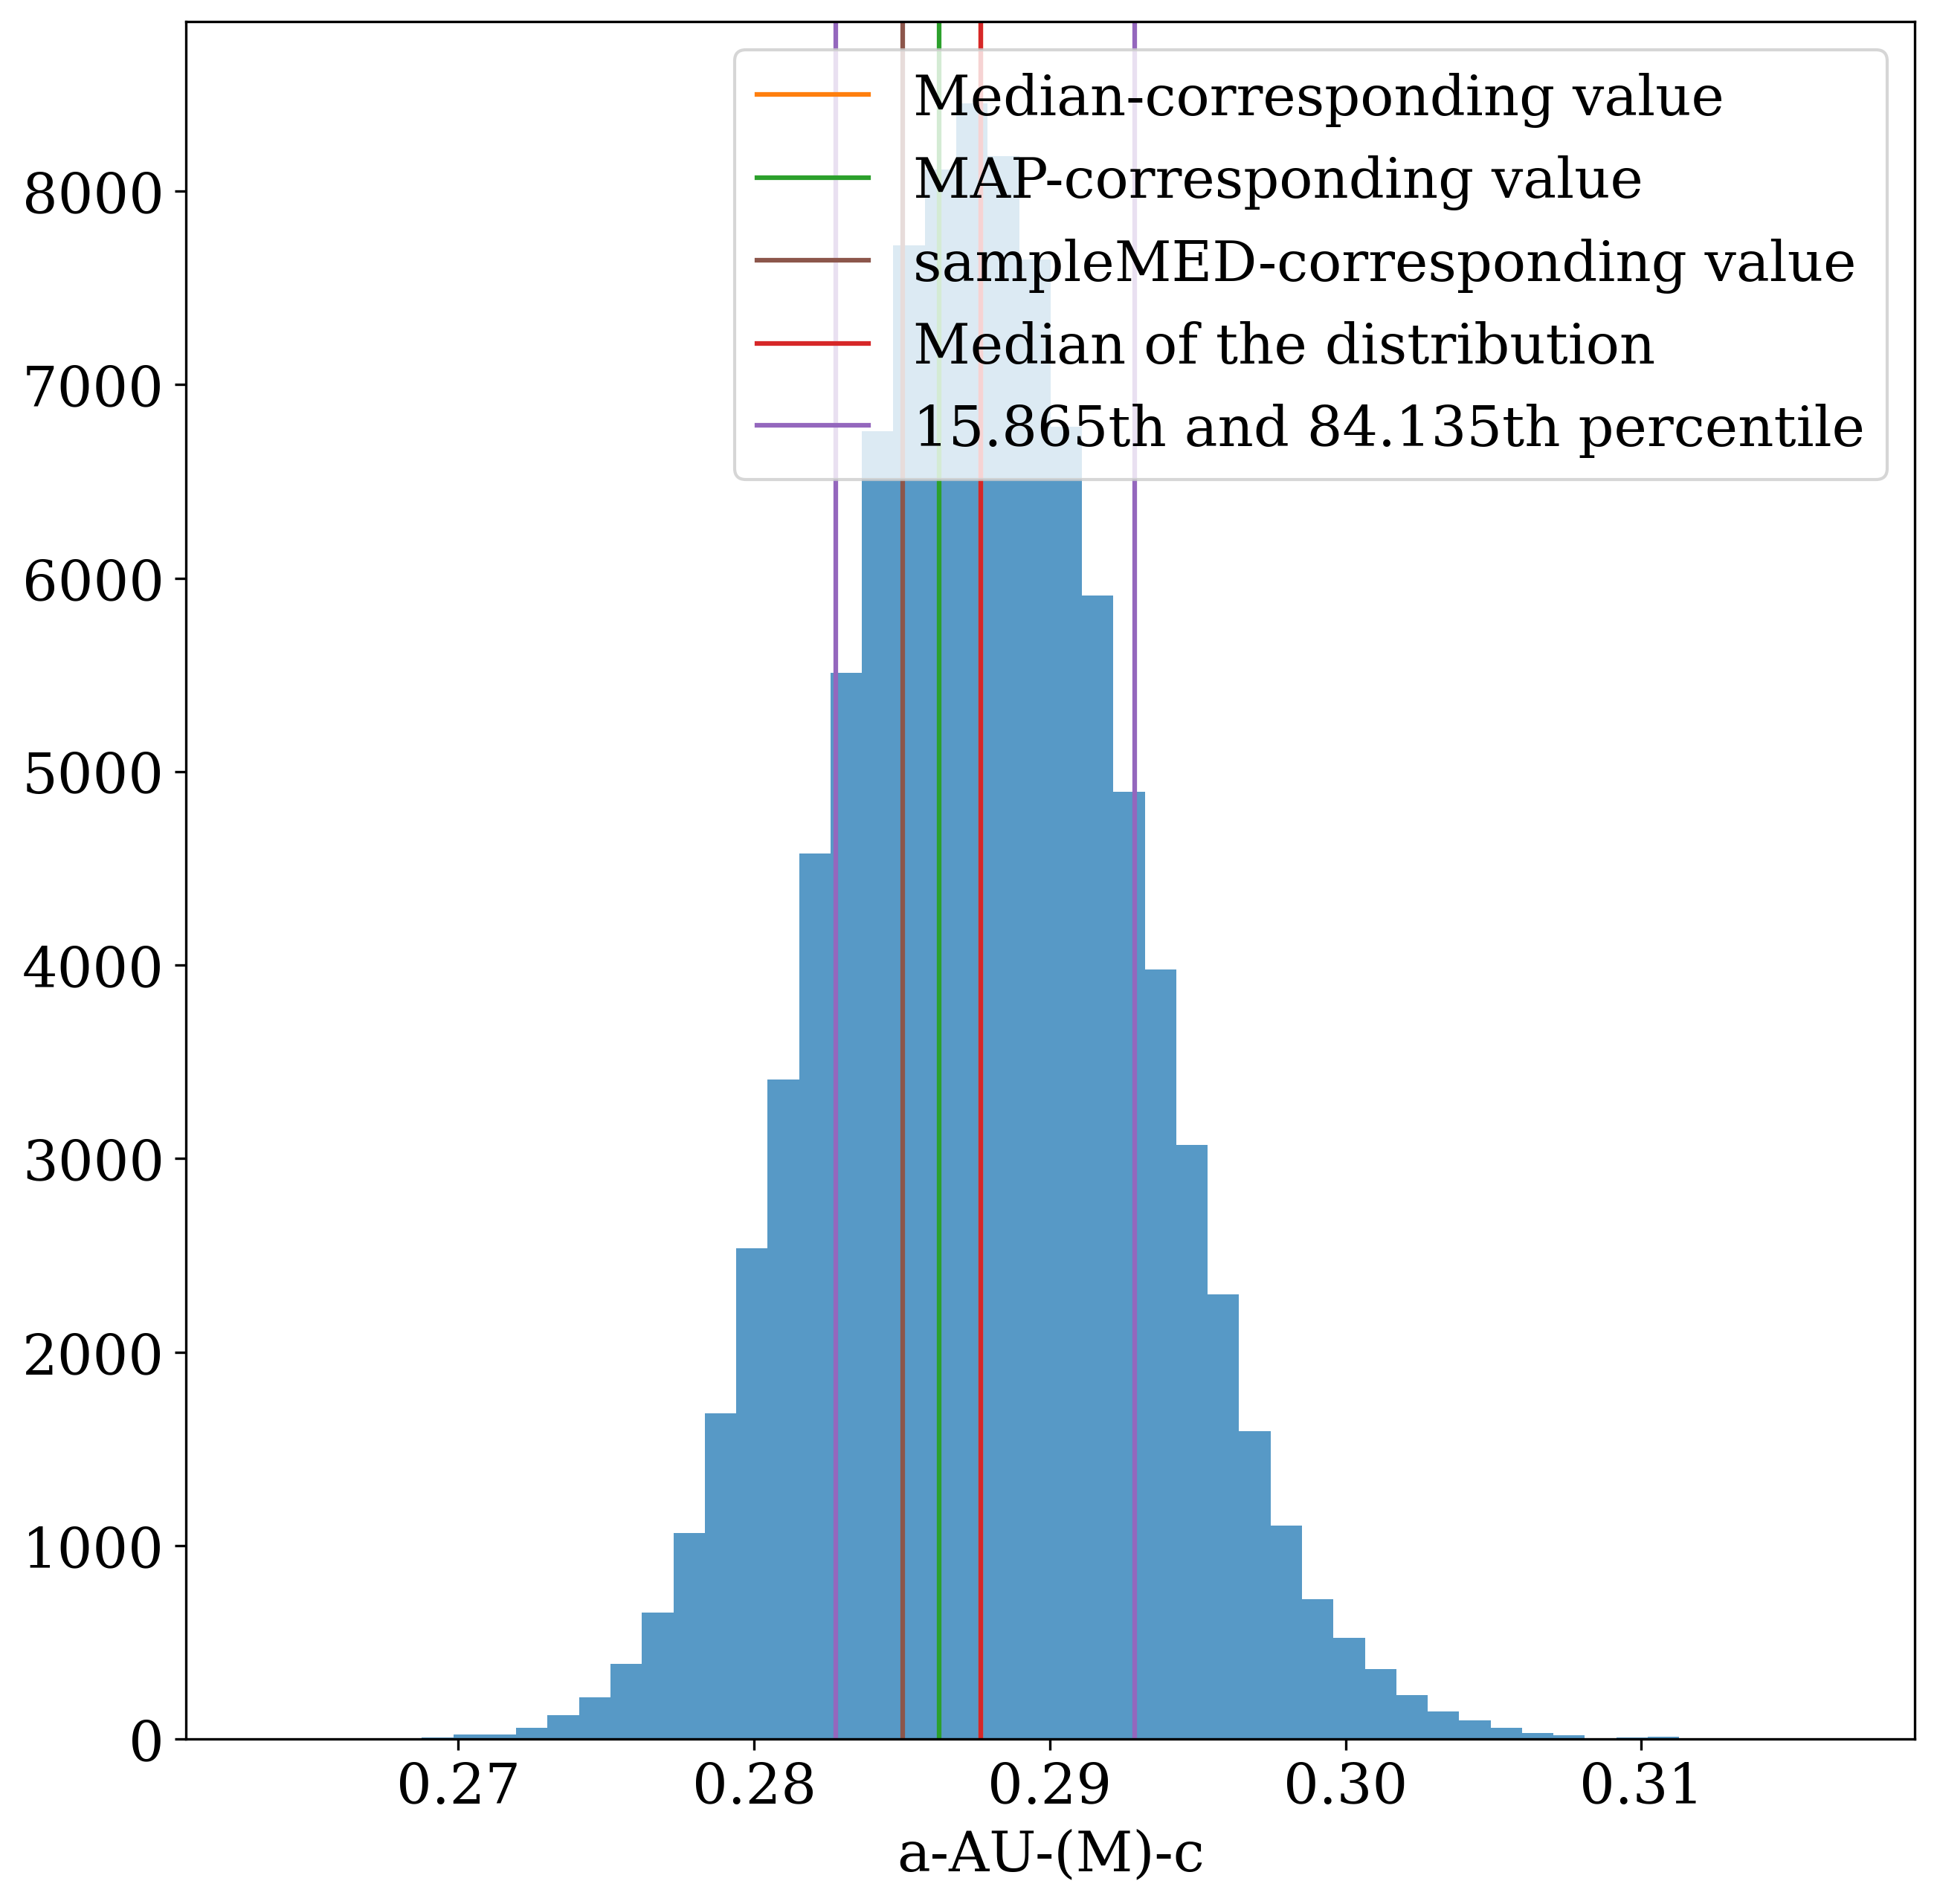 Median-corresponding value
MAP-corresponding value
sampleMED-corresponding value
Median of the distribution
15.865th and 84.135th percentile
8000
7000
6000
5000
4000
3000
2000
1000
0
0.27 0.28 0.29 0.30 0.31
a-AU-(M)-c